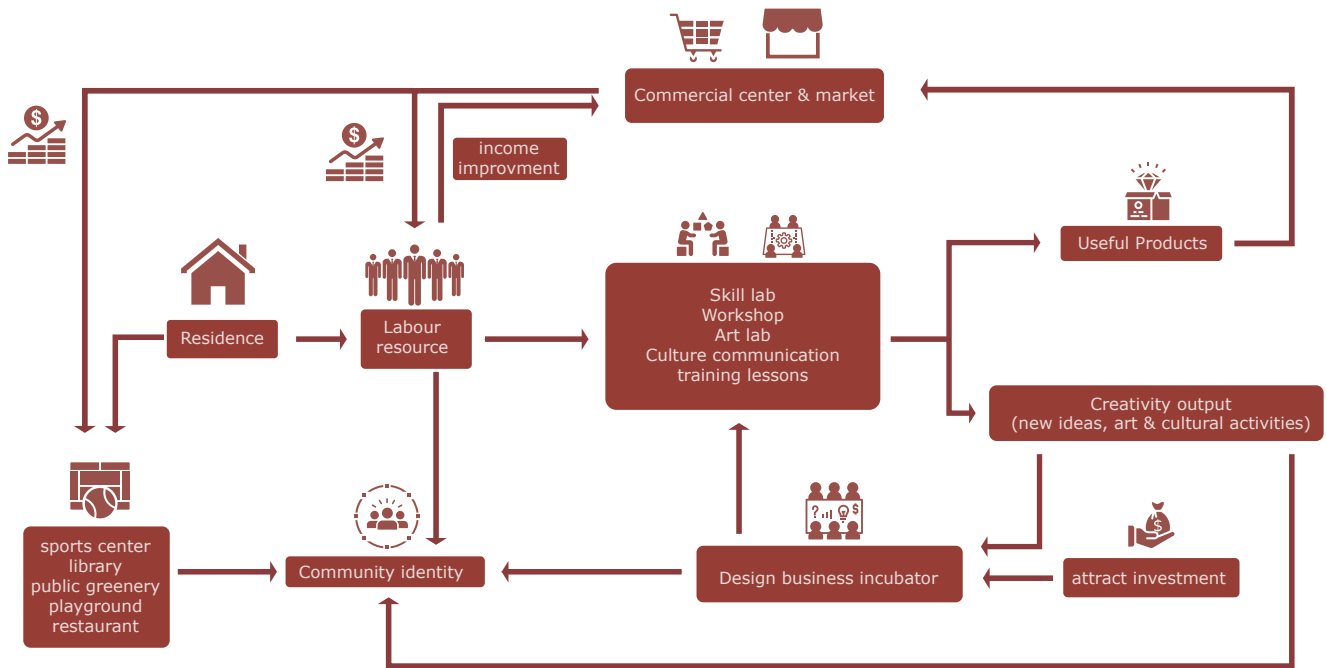 Commercial center & market
$
$
income
improvment
Useful Products
Skill lab
Workshop
Art lab
Culture communication
training lessons
Residence
Labour
resource
Creativity output
(new ideas, art & cultural activities)
? $
$
sports center
library
public greenery
playground
restaurant
Community identity
Design business incubator
attract investment